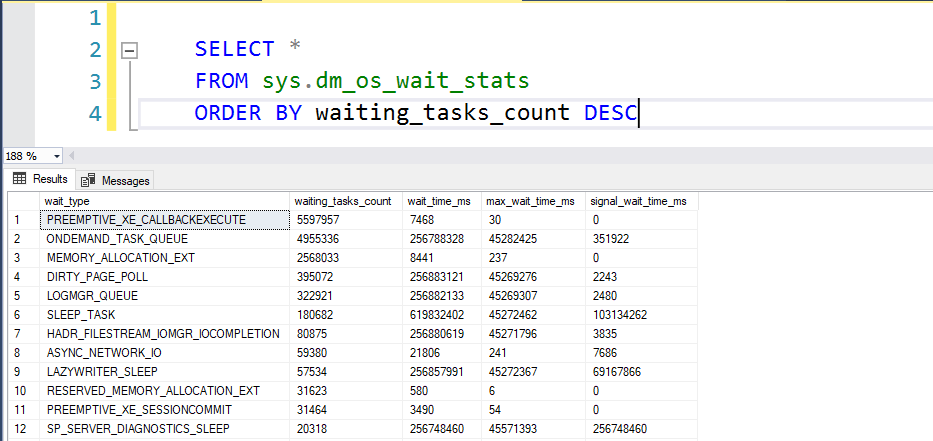 1
2 SELECT *
3 FROM sys.dm_os_wait_stats
4 ORDER BY waiting_tasks_count DESC
188 %
Results Messages
wait_type waiting_tasks_count wait_time_ms max_wait_time_ms signal_wait_time_ms
1 PREEMPTIVE_XE_CALLBACKEXECUTE 5597957 7468 30 0
2 ONDEMAND_TASK_QUEUE 4955336 256788328 45282425 351922
3 MEMORY_ALLOCATION_EXT 2568033 8441 237 0
4 DIRTY_PAGE_POLL 395072 256883121 45269276 2243
5 LOGMGR_QUEUE 322921 256882133 45269307 2480
6 SLEEP_TASK 180682 619832402 45272462 103134262
7 HADR_FILESTREAM_IOMGR_IOCOMPLETION 80875 256880619 45271796 3835
8 ASYNC_NETWORK_IO 59380 21806 241 7686
9 LAZYWRITER_SLEEP 57534 256857991 45272367 69167866
10 RESERVED_MEMORY_ALLOCATION_EXT 31623 580 6 0
11 PREEMPTIVE_XE_SESSIONCOMMIT 31464 3490 54 0
12 SP_SERVER_DIAGNOSTICS_SLEEP 20318 256748460 45571393 256748460